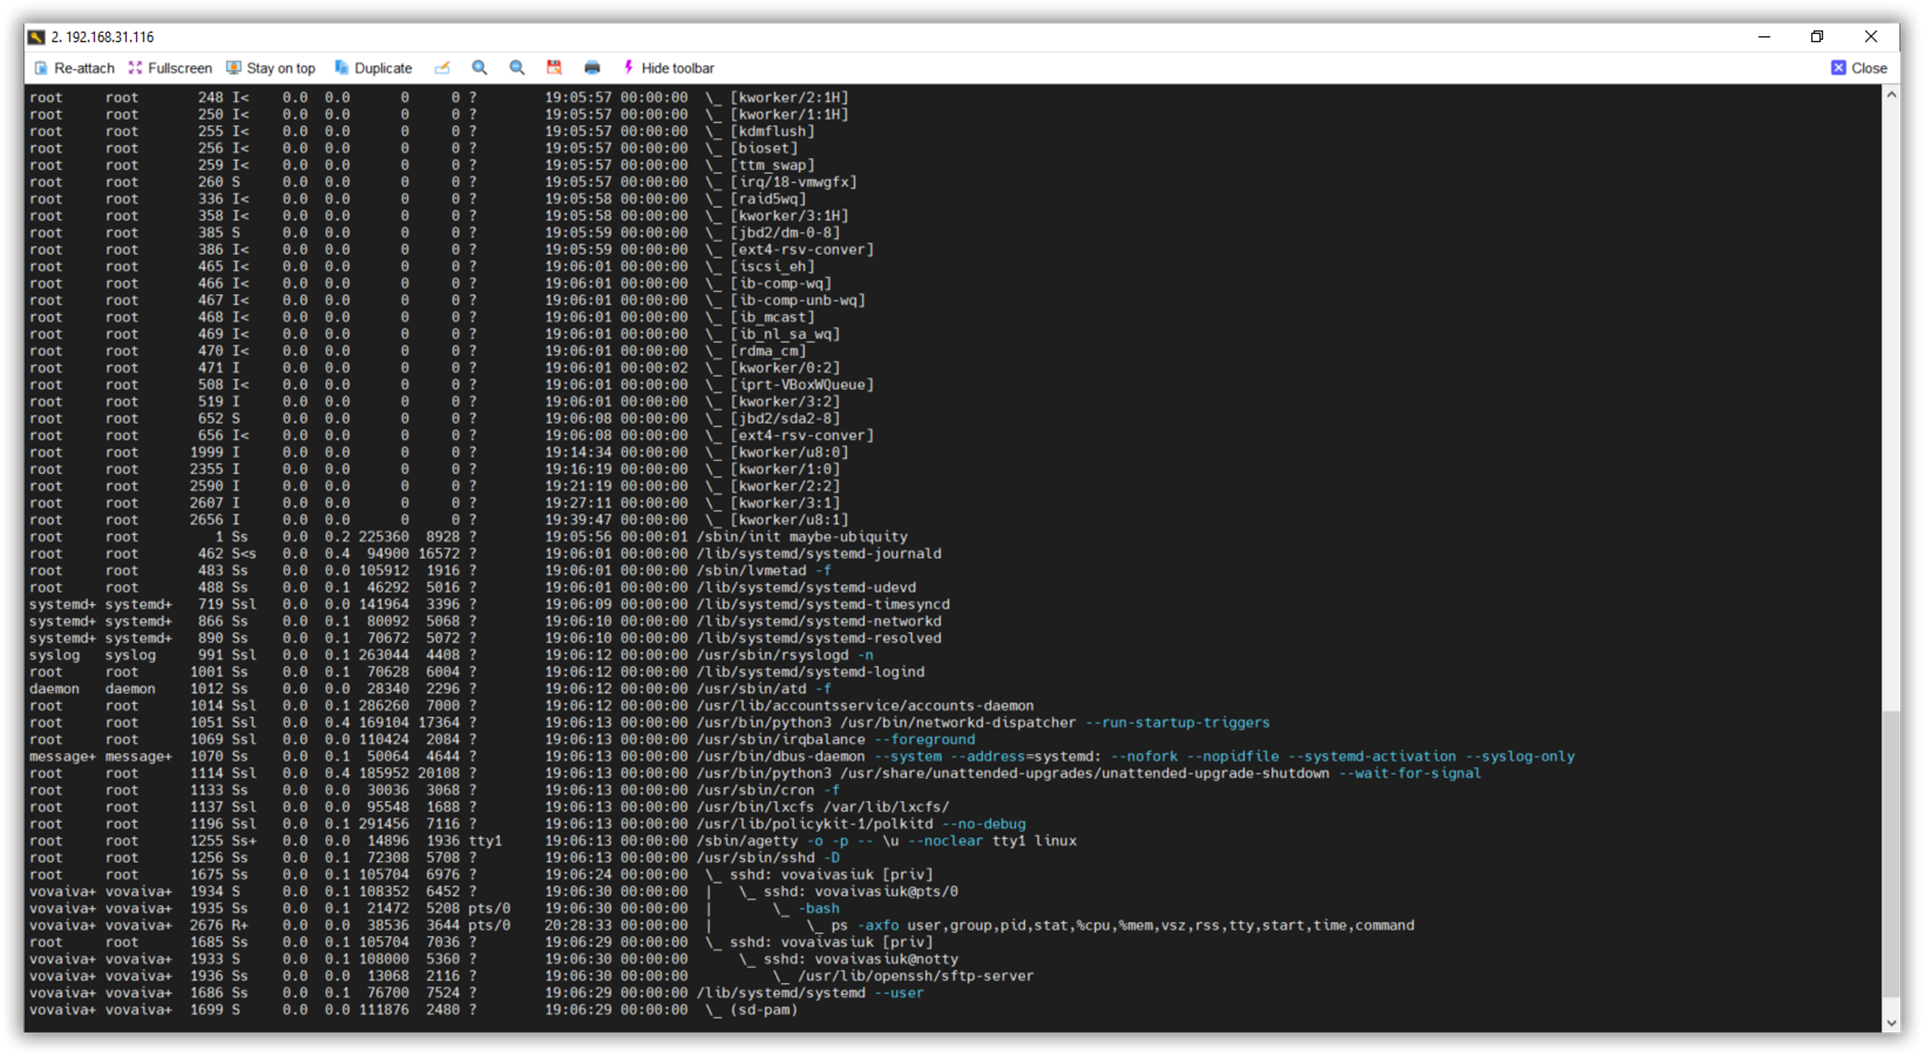 2. 192.168.31.116
Re-attach Fullscreen Stay on top Duplicate Hide toolbar Close
root     root       248 I<    0.0  0.0      0     0 ?        19:05:57 00:00:00  \_ [kworker/2:1H]
root     root       250 I<    0.0  0.0      0     0 ?        19:05:57 00:00:00  \_ [kworker/1:1H]
root     root       255 I<    0.0  0.0      0     0 ?        19:05:57 00:00:00  \_ [kdmflush]
root     root       256 I<    0.0  0.0      0     0 ?        19:05:57 00:00:00  \_ [bioset]
root     root       259 I<    0.0  0.0      0     0 ?        19:05:57 00:00:00  \_ [ttm_swap]
root     root       260 S     0.0  0.0      0     0 ?        19:05:57 00:00:00  \_ [irq/18-vmwgfx]
root     root       336 I<    0.0  0.0      0     0 ?        19:05:58 00:00:00  \_ [raid5wq]
root     root       358 I<    0.0  0.0      0     0 ?        19:05:58 00:00:00  \_ [kworker/3:1H]
root     root       385 S     0.0  0.0      0     0 ?        19:05:59 00:00:00  \_ [jbd2/dm-0-8]
root     root       386 I<    0.0  0.0      0     0 ?        19:05:59 00:00:00  \_ [ext4-rsv-conver]
root     root       465 I<    0.0  0.0      0     0 ?        19:06:01 00:00:00  \_ [iscsi_eh]
root     root       466 I<    0.0  0.0      0     0 ?        19:06:01 00:00:00  \_ [ib-comp-wq]
root     root       467 I<    0.0  0.0      0     0 ?        19:06:01 00:00:00  \_ [ib-comp-unb-wq]
root     root       468 I<    0.0  0.0      0     0 ?        19:06:01 00:00:00  \_ [ib_mcast]
root     root       469 I<    0.0  0.0      0     0 ?        19:06:01 00:00:00  \_ [ib_nl_sa_wq]
root     root       470 I<    0.0  0.0      0     0 ?        19:06:01 00:00:00  \_ [rdma_cm]
root     root       471 I     0.0  0.0      0     0 ?        19:06:01 00:00:02  \_ [kworker/0:2]
root     root       508 I<    0.0  0.0      0     0 ?        19:06:01 00:00:00  \_ [iprt-VBoxWQueue]
root     root       519 I     0.0  0.0      0     0 ?        19:06:01 00:00:00  \_ [kworker/3:2]
root     root       652 S     0.0  0.0      0     0 ?        19:06:08 00:00:00  \_ [jbd2/sda2-8]
root     root       656 I<    0.0  0.0      0     0 ?        19:06:08 00:00:00  \_ [ext4-rsv-conver]
root     root      1999 I     0.0  0.0      0     0 ?        19:14:34 00:00:00  \_ [kworker/u8:0]
root     root      2355 I     0.0  0.0      0     0 ?        19:16:19 00:00:00  \_ [kworker/1:0]
root     root      2590 I     0.0  0.0      0     0 ?        19:21:19 00:00:00  \_ [kworker/2:2]
root     root      2607 I     0.0  0.0      0     0 ?        19:27:11 00:00:00  \_ [kworker/3:1]
root     root      2656 I     0.0  0.0      0     0 ?        19:39:47 00:00:00  \_ [kworker/u8:1]
root     root         1 Ss    0.0  0.2 225360  8928 ?        19:05:56 00:00:01 /sbin/init maybe-ubiquity
root     root       462 S<s   0.0  0.4  94900 16572 ?        19:06:01 00:00:00 /lib/systemd/systemd-journald
root     root       483 Ss    0.0  0.0 105912  1916 ?        19:06:01 00:00:00 /sbin/lvmetad -f
root     root       488 Ss    0.0  0.1  46292  5016 ?        19:06:01 00:00:00 /lib/systemd/systemd-udevd
systemd+ systemd+   719 Ssl   0.0  0.0 141964  3396 ?        19:06:09 00:00:00 /lib/systemd/systemd-timesyncd
systemd+ systemd+   866 Ss    0.0  0.1  80092  5068 ?        19:06:10 00:00:00 /lib/systemd/systemd-networkd
systemd+ systemd+   890 Ss    0.0  0.1  70672  5072 ?        19:06:10 00:00:00 /lib/systemd/systemd-resolved
syslog   syslog     991 Ssl   0.0  0.1 263044  4408 ?        19:06:12 00:00:00 /usr/sbin/rsyslogd -n
root     root      1001 Ss    0.0  0.1  70628  6004 ?        19:06:12 00:00:00 /lib/systemd/systemd-logind
daemon   daemon    1012 Ss    0.0  0.0  28340  2296 ?        19:06:12 00:00:00 /usr/sbin/atd -f
root     root      1014 Ssl   0.0  0.1 286260  7000 ?        19:06:12 00:00:00 /usr/lib/accountsservice/accounts-daemon
root     root      1051 Ssl   0.0  0.4 169104 17364 ?        19:06:13 00:00:00 /usr/bin/python3 /usr/bin/networkd-dispatcher --run-startup-triggers
root     root      1069 Ssl   0.0  0.0 110424  2084 ?        19:06:13 00:00:00 /usr/sbin/irqbalance --foreground
message+ message+  1070 Ss    0.0  0.1  50064  4644 ?        19:06:13 00:00:00 /usr/bin/dbus-daemon --system --address=systemd: --nofork --nopidfile --systemd-activation --syslog-only
root     root      1114 Ssl   0.0  0.4 185952 20108 ?        19:06:13 00:00:00 /usr/bin/python3 /usr/share/unattended-upgrades/unattended-upgrade-shutdown --wait-for-signal
root     root      1133 Ss    0.0  0.0  30036  3068 ?        19:06:13 00:00:00 /usr/sbin/cron -f
root     root      1137 Ssl   0.0  0.0  95548  1688 ?        19:06:13 00:00:00 /usr/bin/lxcfs /var/lib/lxcfs/
root     root      1196 Ssl   0.0  0.1 291456  7116 ?        19:06:13 00:00:00 /usr/lib/policykit-1/polkitd --no-debug
root     root      1255 Ss+   0.0  0.0  14896  1936 tty1     19:06:13 00:00:00 /sbin/agetty -o -p -- \u --noclear tty1 linux
root     root      1256 Ss    0.0  0.1  72308  5708 ?        19:06:13 00:00:00 /usr/sbin/sshd -D
root     root      1675 Ss    0.0  0.1 105704  6976 ?        19:06:24 00:00:00  \_ sshd: vovaivasiuk [priv]
vovaiva+ vovaiva+  1934 S     0.0  0.1 108352  6452 ?        19:06:30 00:00:00  |   \_ sshd: vovaivasiuk@pts/0
vovaiva+ vovaiva+  1935 Ss    0.0  0.1  21472  5208 pts/0    19:06:30 00:00:00  |       \_ -bash
vovaiva+ vovaiva+  2676 R+    0.0  0.0  38536  3644 pts/0    20:28:33 00:00:00  |           \_ ps -axfo user,group,pid,stat,%cpu,%mem,vsz,rss,tty,start,time,command
root     root      1685 Ss    0.0  0.1 105704  7036 ?        19:06:29 00:00:00  \_ sshd: vovaivasiuk [priv]
vovaiva+ vovaiva+  1933 S     0.0  0.1 108000  5360 ?        19:06:30 00:00:00      \_ sshd: vovaivasiuk@notty
vovaiva+ vovaiva+  1936 Ss    0.0  0.0  13068  2116 ?        19:06:30 00:00:00          \_ /usr/lib/openssh/sftp-server
vovaiva+ vovaiva+  1686 Ss    0.0  0.1  76700  7524 ?        19:06:29 00:00:00 /lib/systemd/systemd --user
vovaiva+ vovaiva+  1699 S     0.0  0.0 111876  2480 ?        19:06:29 00:00:00  \_ (sd-pam)